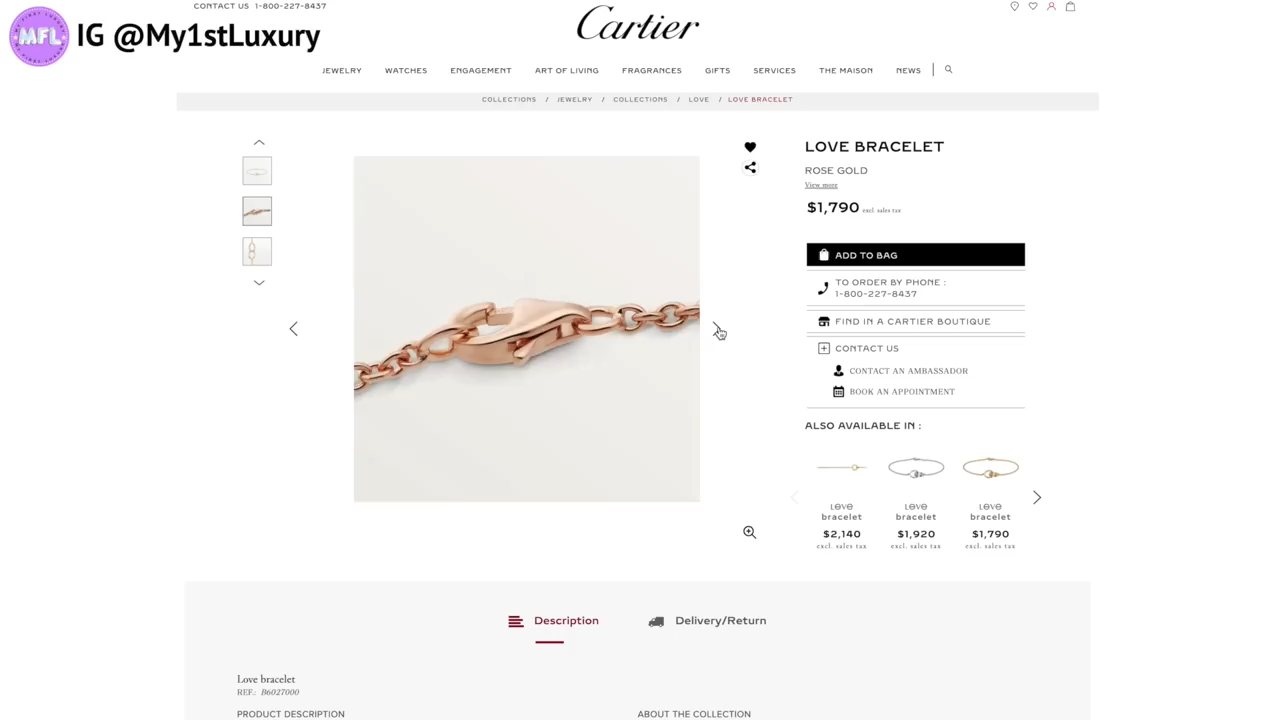 CONTACT US 1-800-227-8437
MFL
IG @My1stLuxury
Cartier
JEWELRY WATCHES ENGAGEMENT ART OF LIVING FRAGRANCES GIFTS SERVICES THE MAISON NEWS
COLLECTIONS / JEWELRY / COLLECTIONS / LOVE / LOVE BRACELET
LOVE BRACELET
ROSE GOLD
View more
$1,790 excl. sales tax
ADD TO BAG
TO ORDER BY PHONE :
1-800-227-8437
FIND IN A CARTIER BOUTIQUE
CONTACT US
CONTACT AN AMBASSADOR
BOOK AN APPOINTMENT
ALSO AVAILABLE IN :
LOVE LOVE LOVE
bracelet bracelet bracelet
$2,140 $1,920 $1,790
excl. sales tax excl. sales tax excl. sales tax
Description Delivery/Return
Love bracelet
REF.: B6027000
PRODUCT DESCRIPTION ABOUT THE COLLECTION